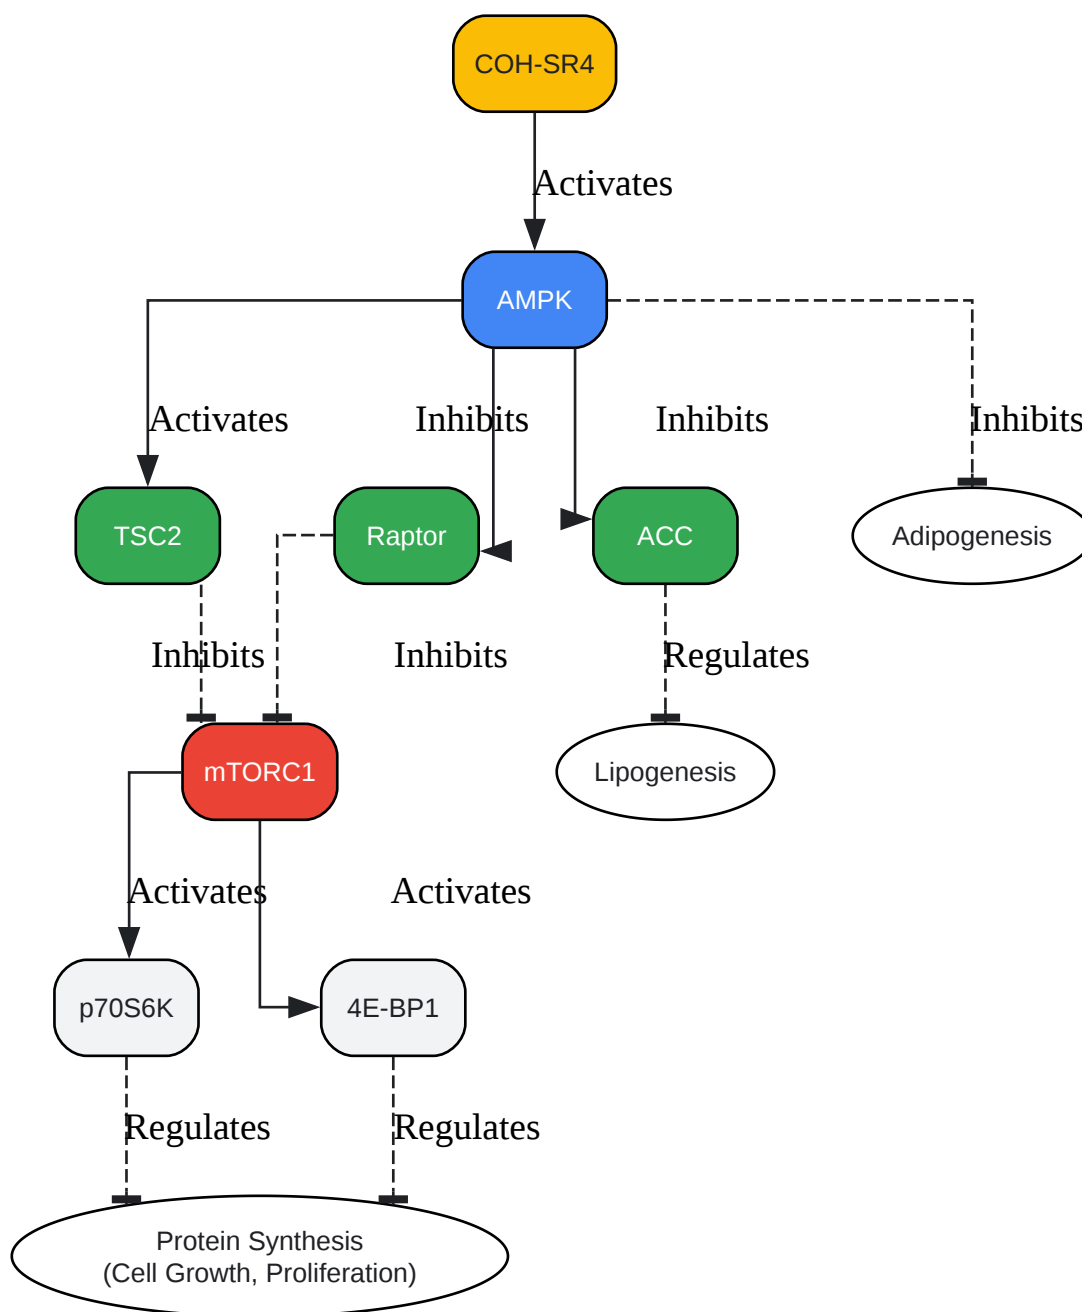 COH-SR4
Activates
AMPK
Activates
Inhibits
Inhibits
Inhibits
TSC2
Raptor
ACC
Adipogenesis
Inhibits
Inhibits
Regulates
mTORC1
Lipogenesis
Activates
Activates
p70S6K
4E-BP1
Regulates
Regulates
Protein Synthesis
(Cell Growth, Proliferation)